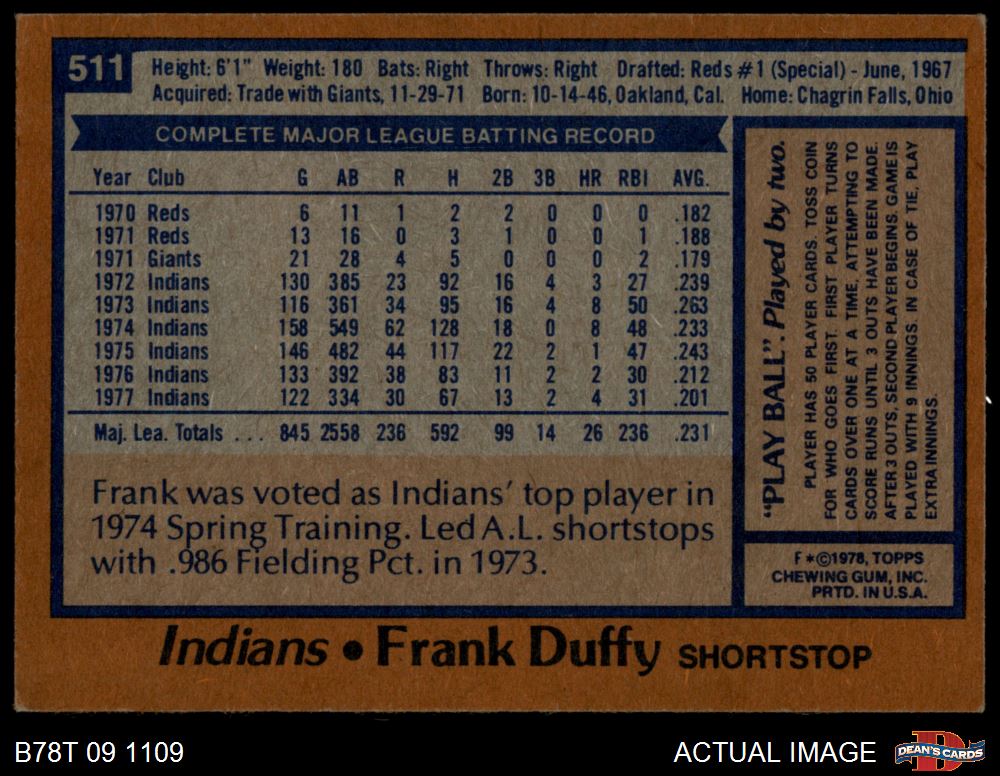 511
Height: 6'1" Weight: 180 Bats: Right Throws: Right Drafted: Reds #1 (Special) - June, 1967
Acquired: Trade with Giants, 11-29-71 Born: 10-14-46, Oakland, Cal. Home: Chagrin Falls, Ohio
COMPLETE MAJOR LEAGUE BATTING RECORD
Year Club G AB R H 2B 3B HR RBI AVG.
1970 Reds 6 11 1 2 2 0 0 0 .182
1971 Reds 13 16 0 3 1 0 0 1 .188
1971 Giants 21 28 4 5 0 0 0 2 .179
1972 Indians 130 385 23 92 16 4 3 27 .239
1973 Indians 116 361 34 95 16 4 8 50 .263
1974 Indians 158 549 62 128 18 0 8 48 .233
1975 Indians 146 482 44 117 22 2 1 47 .243
1976 Indians 133 392 38 83 11 2 2 30 .212
1977 Indians 122 334 30 67 13 2 4 31 .201
Maj. Lea. Totals . . . 845 2558 236 592 99 14 26 236 .231
Frank was voted as Indians' top player in
1974 Spring Training. Led A.L. shortstops
with .986 Fielding Pct. in 1973.
"PLAY BALL". Played by two.
PLAYER HAS 50 PLAYER CARDS. TOSS COIN
FOR WHO GOES FIRST. FIRST PLAYER TURNS
CARDS OVER ONE AT A TIME, ATTEMPTING TO
SCORE RUNS UNTIL 3 OUTS HAVE BEEN MADE.
AFTER 3 OUTS, SECOND PLAYER BEGINS. GAME IS
PLAYED WITH 9 INNINGS. IN CASE OF TIE, PLAY
EXTRA INNINGS.
F*©1978, TOPPS
CHEWING GUM, INC.
PRTD. IN U.S.A.
Indians • Frank Duffy SHORTSTOP
B78T 09 1109
ACTUAL IMAGE
D
DEAN'S CARDS